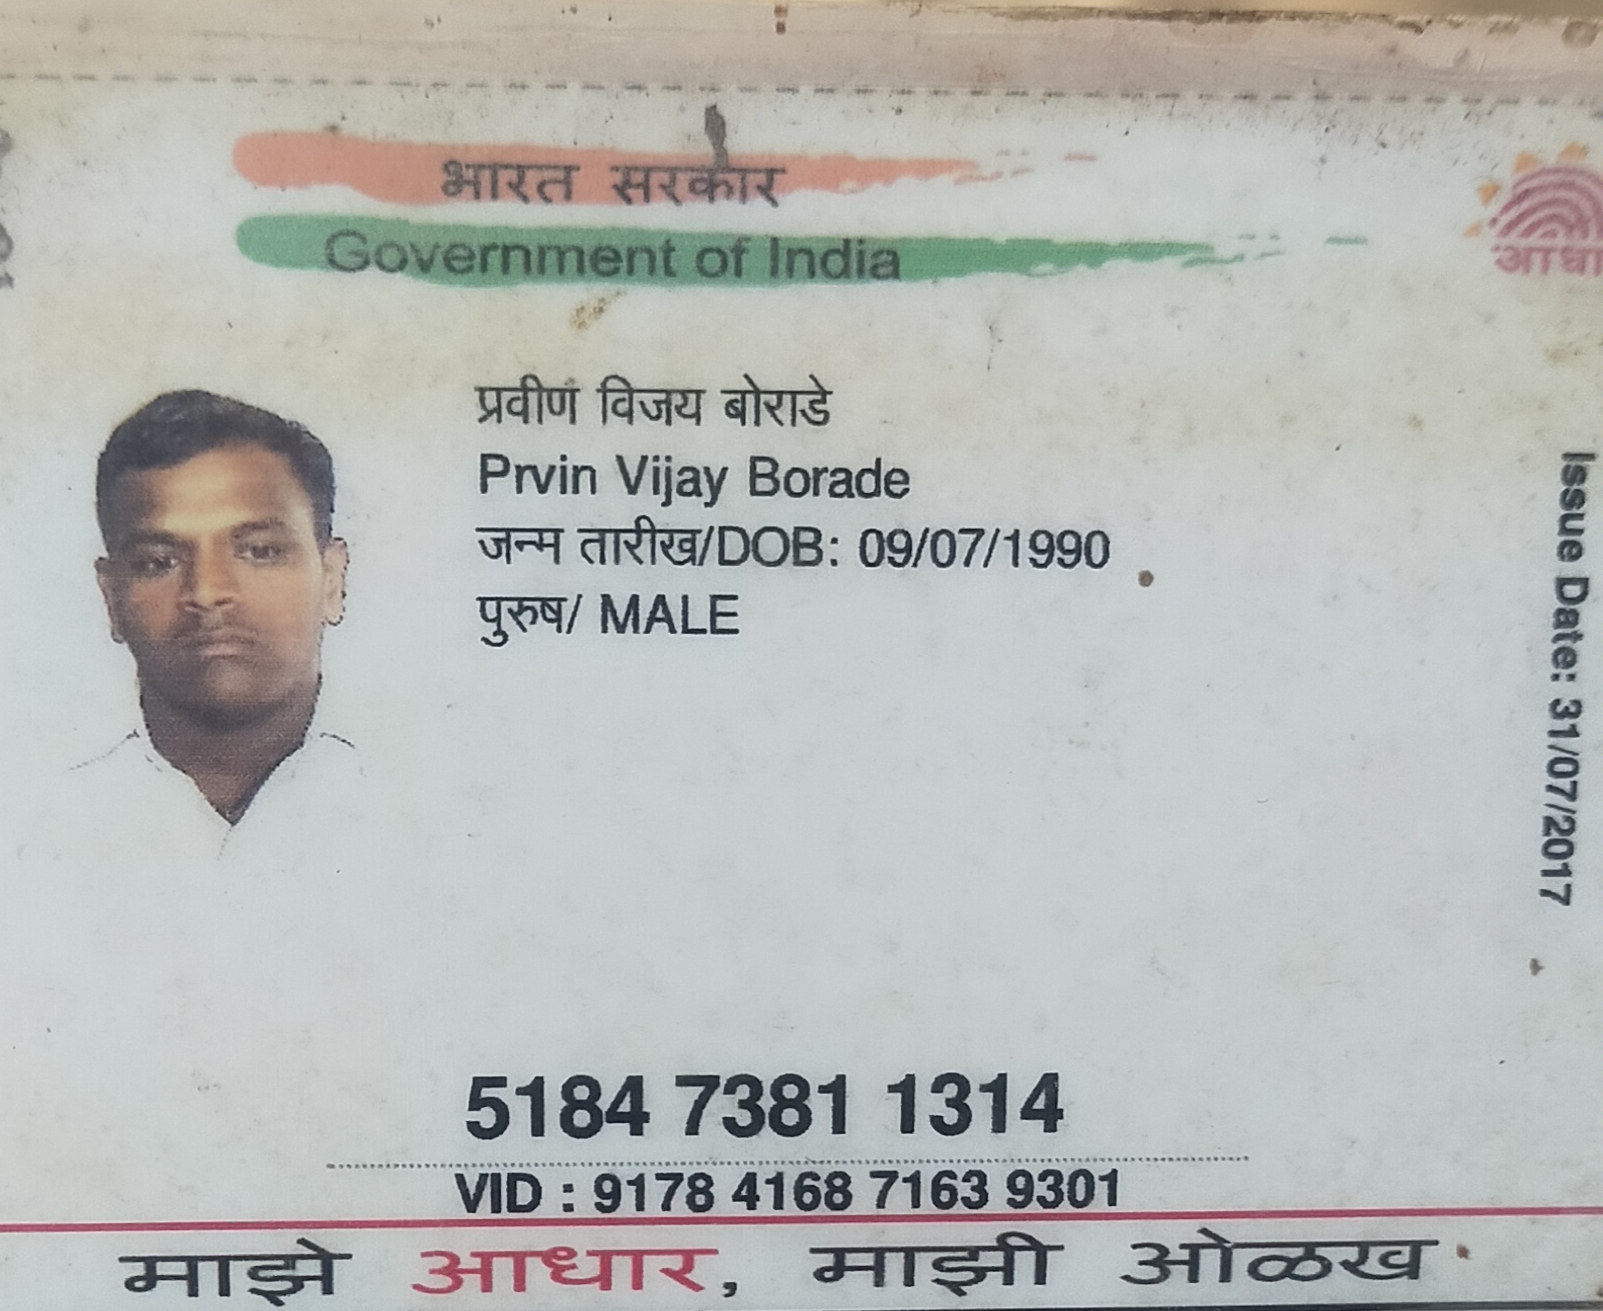 भारत सरकार
Government of India
आधा
प्रवीण विजय बोराडे
Prvin Vijay Borade
जन्म तारीख/DOB: 09/07/1990
पुरुष/ MALE
Issue Date: 31/07/2017
5184 7381 1314
VID : 9178 4168 7163 9301
माझे आधार, माझी ओळख